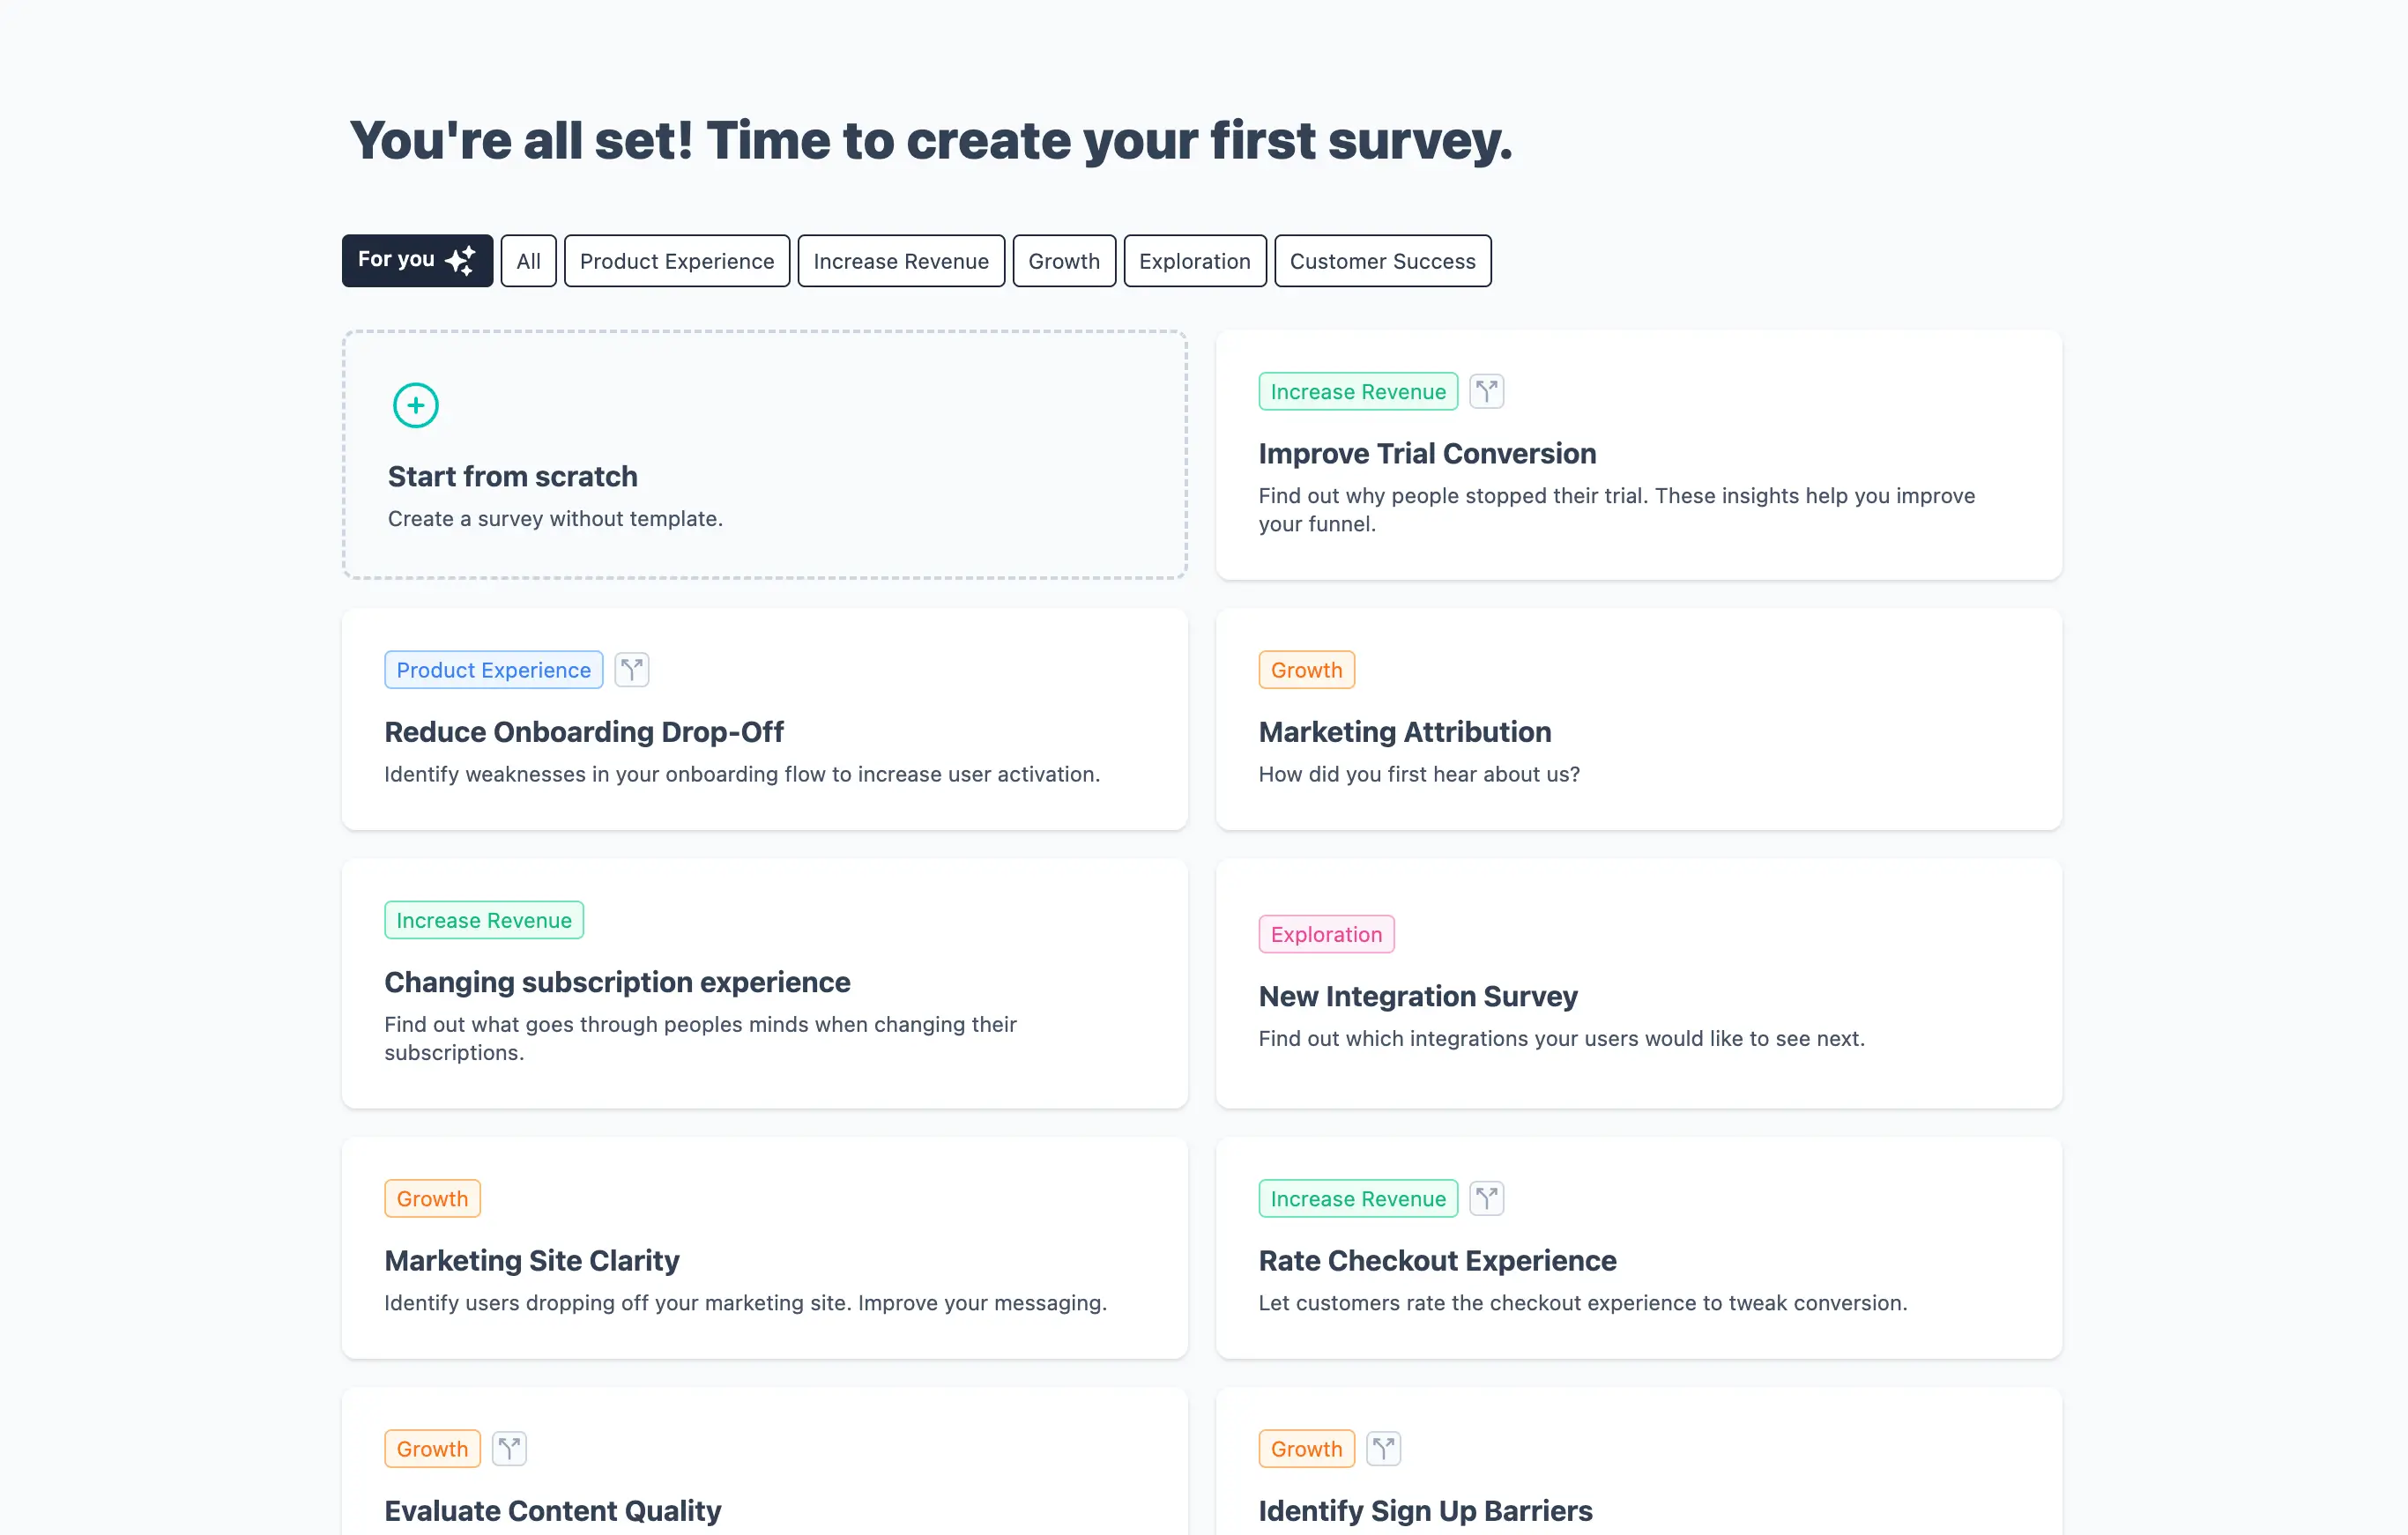 You're all set! Time to create your first survey.
For you
All
Product Experience
Increase Revenue
Growth
Exploration
Customer Success
Start from scratch
Create a survey without template.
Increase Revenue
Improve Trial Conversion
Find out why people stopped their trial. These insights help you improve
your funnel.
Product Experience
Reduce Onboarding Drop-Off
Identify weaknesses in your onboarding flow to increase user activation.
Growth
Marketing Attribution
How did you first hear about us?
Increase Revenue
Changing subscription experience
Find out what goes through peoples minds when changing their
subscriptions.
Exploration
New Integration Survey
Find out which integrations your users would like to see next.
Growth
Marketing Site Clarity
Identify users dropping off your marketing site. Improve your messaging.
Increase Revenue
Rate Checkout Experience
Let customers rate the checkout experience to tweak conversion.
Growth
Evaluate Content Quality
Growth
Identify Sign Up Barriers